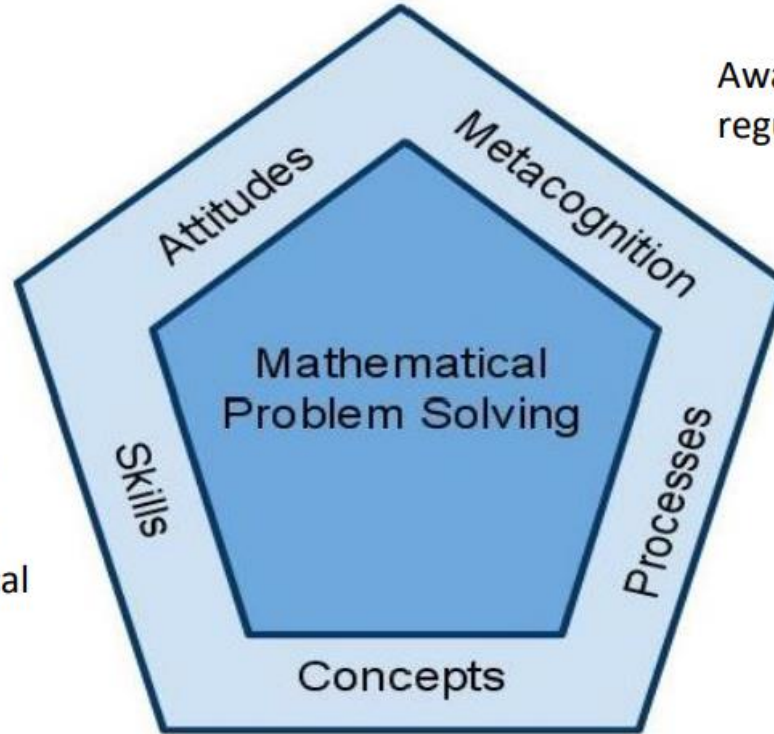 Attitudes
Metacognition
Mathematical
Problem Solving
Skills
Processes
Concepts